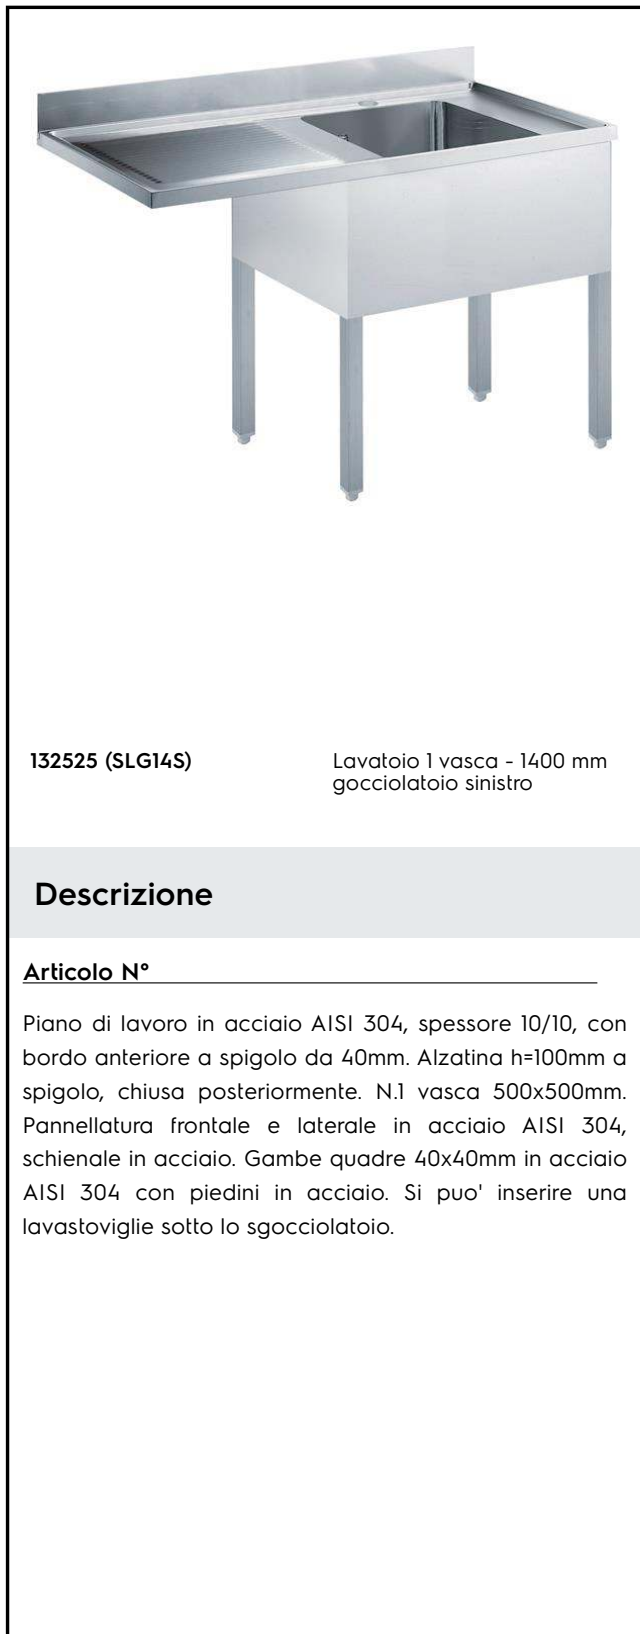 132525 (SLG14S)
Lavatoio 1 vasca - 1400 mm
gocciolatoio sinistro
Descrizione
Articolo N°
Piano di lavoro in acciaio AISI 304, spessore 10/10, con
bordo anteriore a spigolo da 40mm. Alzatina h=100mm a
spigolo, chiusa posteriormente. N.1 vasca 500x500mm.
Pannellatura frontale e laterale in acciaio AISI 304,
schienale in acciaio. Gambe quadre 40x40mm in acciaio
AISI 304 con piedini in acciaio. Si puo' inserire una
lavastoviglie sotto lo sgocciolatoio.